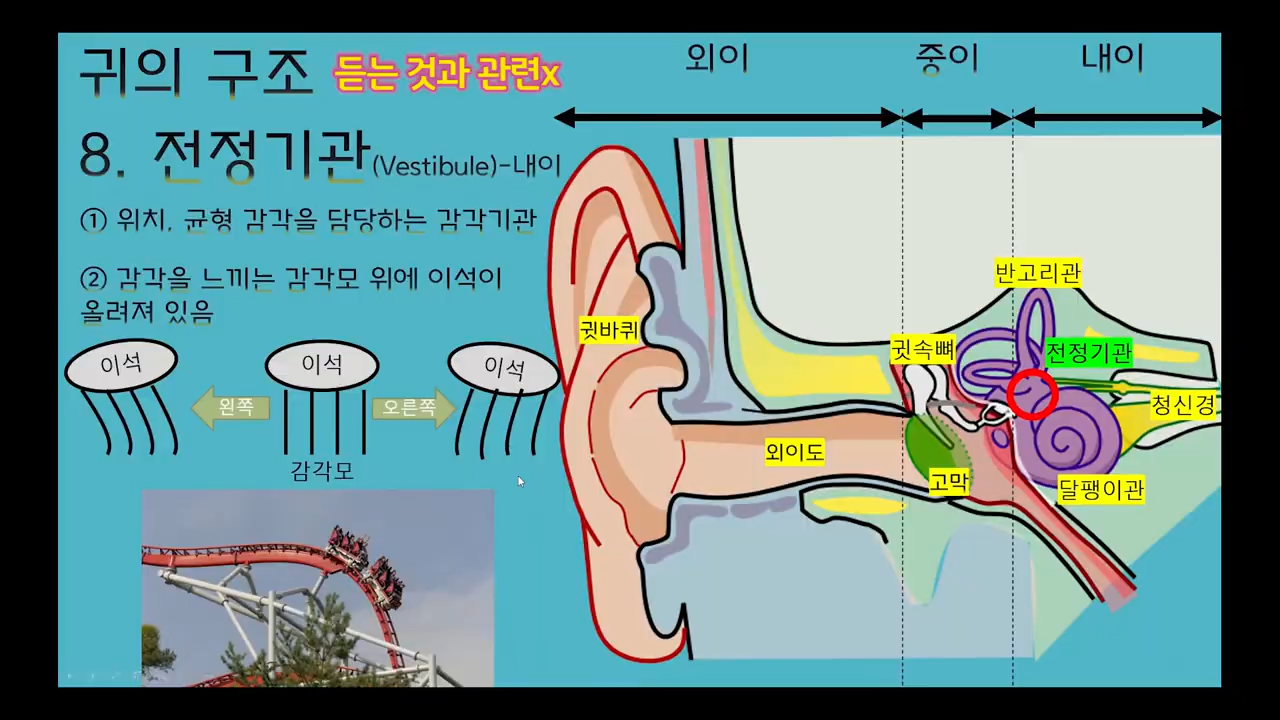 귀의 구조 듣는 것과 관련x
8. 전정기관(Vestibule)-내이
① 위치, 균형 감각을 담당하는 감각기관
② 감각을 느끼는 감각모 위에 이석이
올려져 있음
이석 이석 이석
왼쪽 오른쪽
감각모
외이 중이 내이
반고리관
귓바퀴
귓속뼈
전정기관
청신경
외이도
고막
달팽이관